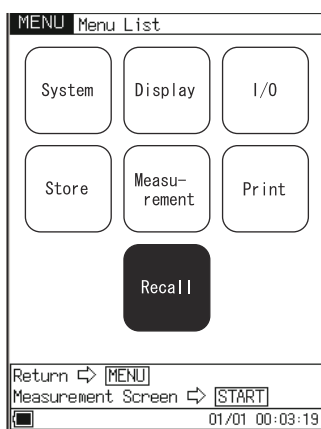 MENU Menu List
System Display I/O
Store Measu-
rement Print
Recall
Return ⇨ MENU
Measurement Screen ⇨ START
01/01 00:03:19